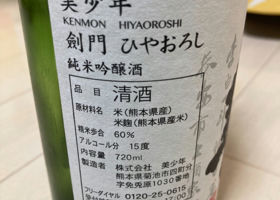 美少年
KENMON HIYAOROSHI
劍門 ひやおろし
純米吟醸酒
品目 清酒
原材料名 米(熊本県産)
米麹(熊本県産米)
精米歩合 60%
アルコール分 15度
内容量 720ml
製造者 株式会社 美少年
熊本県菊池市四町分
字免兎原1030番地
フリーダイヤル 0120-25-0615